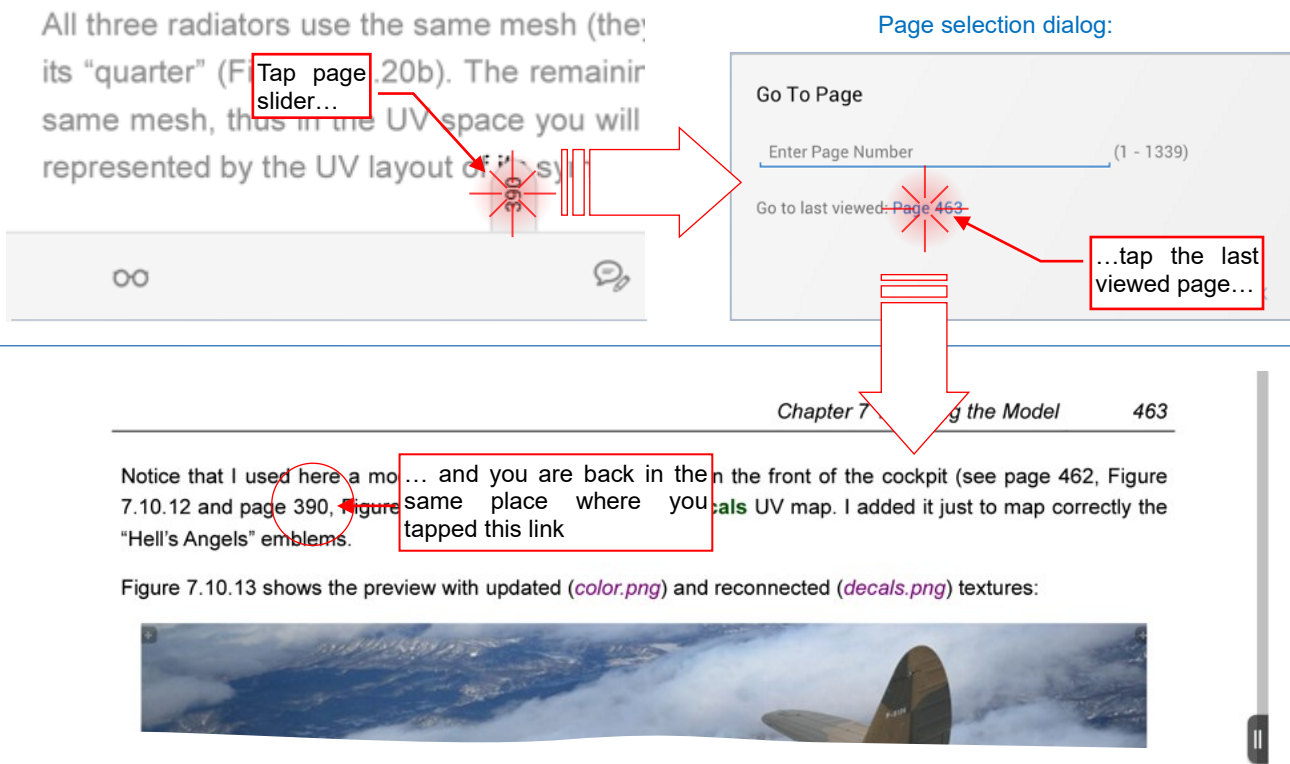 All three radiators use the same mesh (they
its “quarter” (Fi .20b). The remainin
same mesh, thus in the UV space you will
represented by the UV layout of its sym
Tap page
slider…
390
Page selection dialog:
Go To Page
Enter Page Number (1 - 1339)
Go to last viewed: Page 463
…tap the last
viewed page…
Chapter 7 g the Model 463
Notice that I used here a mo n the front of the cockpit (see page 462, Figure
7.10.12 and page 390, Figure cals UV map. I added it just to map correctly the
“Hell’s Angels” emblems.
… and you are back in the
same place where you
tapped this link
Figure 7.10.13 shows the preview with updated (color.png) and reconnected (decals.png) textures: